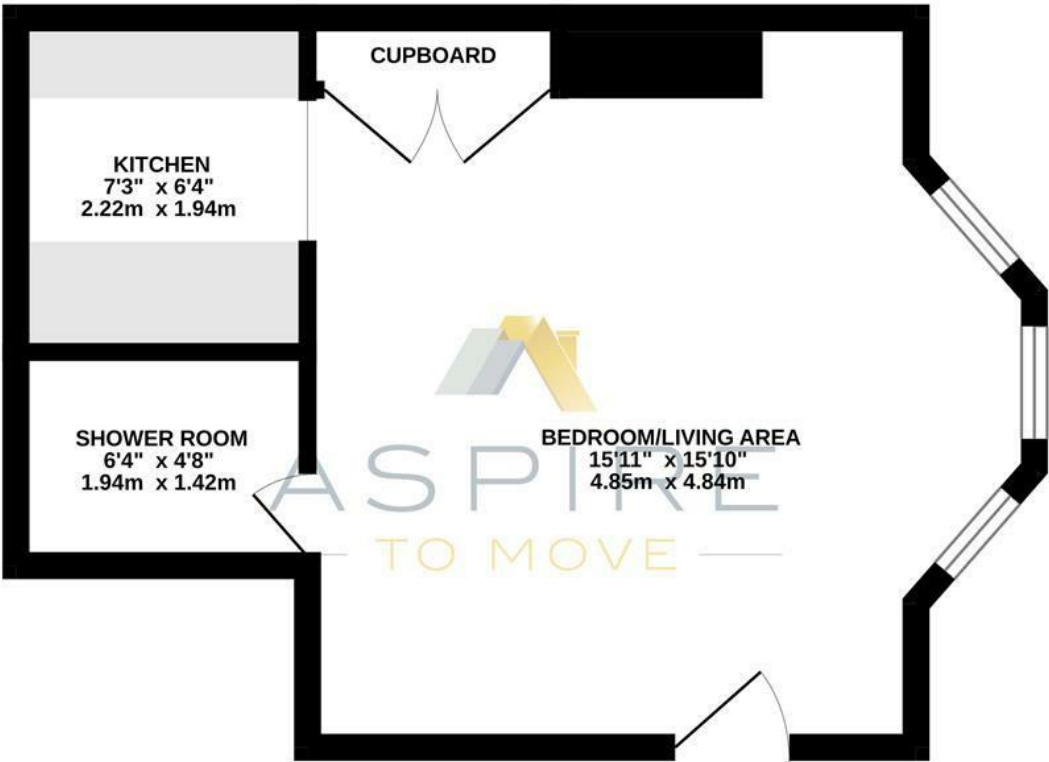 CUPBOARD
KITCHEN
7'3" x 6'4"
2.22m x 1.94m
SHOWER ROOM
6'4" x 4'8"
1.94m x 1.42m
BEDROOM/LIVING AREA
15'11" x 15'10"
4.85m x 4.84m
ASPIRE
TO MOVE